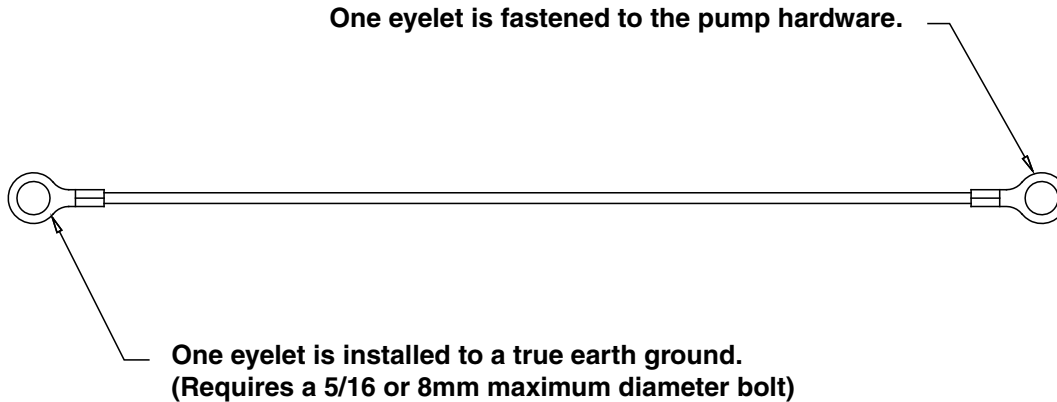 One eyelet is fastened to the pump hardware.
One eyelet is installed to a true earth ground.
(Requires a 5/16 or 8mm maximum diameter bolt)